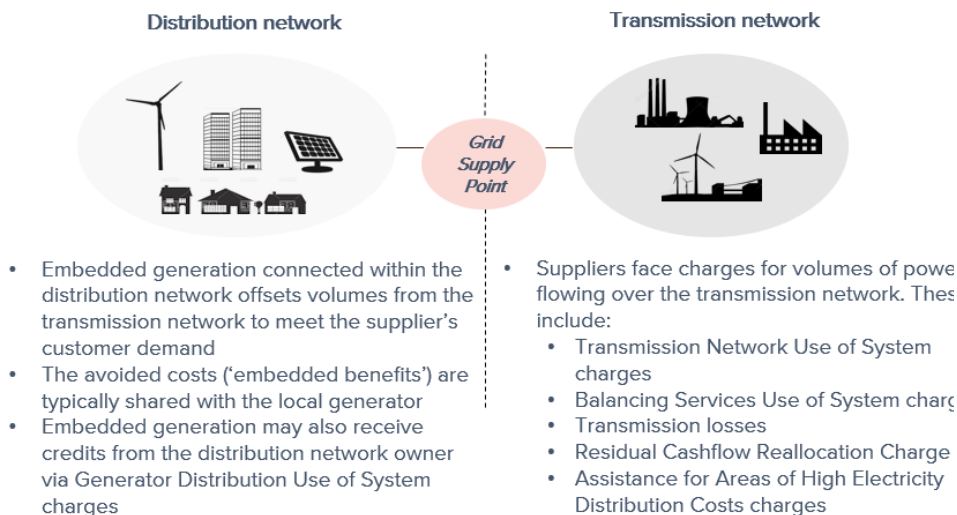 Distribution network
Transmission network
Grid
Supply
Point
• Embedded generation connected within the
distribution network offsets volumes from the
transmission network to meet the supplier's
customer demand
• The avoided costs ('embedded benefits') are
typically shared with the local generator
• Embedded generation may also receive
credits from the distribution network owner
via Generator Distribution Use of System
charges
• Suppliers face charges for volumes of powe
flowing over the transmission network. Thes
include:
• Transmission Network Use of System
charges
• Balancing Services Use of System charg
• Transmission losses
• Residual Cashflow Reallocation Charge
• Assistance for Areas of High Electricity
Distribution Costs charges